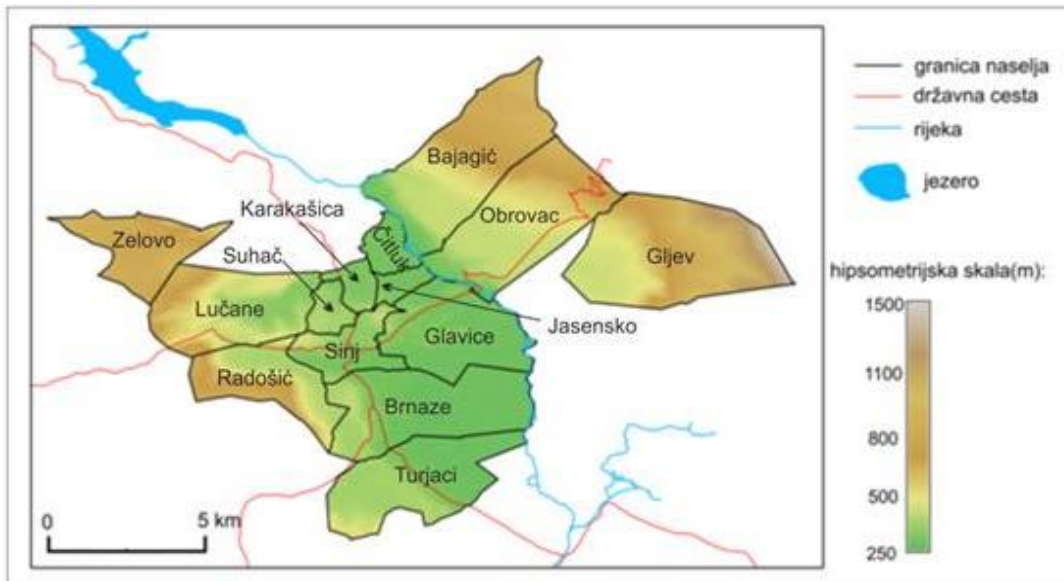 Bajagić
Obrovac
Gljev
Karakašica
Čitluk
Zelovo
Suhač
Lučane
Jasensko
Glavice
Sinj
Radošić
Brnaze
Turjaci
0
5 km
granica naselja
državna cesta
rijeka
jezero
hipsometrijska skala(m):
1500
1100
800
500
250